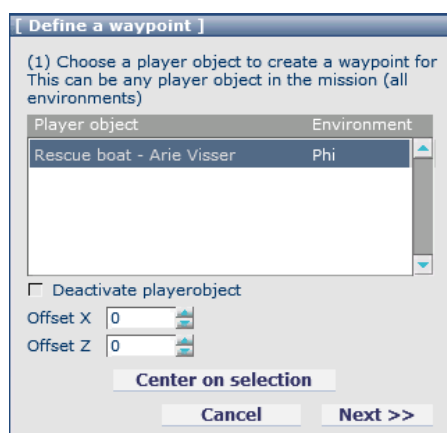 [ Define a waypoint ]
(1) Choose a player object to create a waypoint for
This can be any player object in the mission (all
environments)
Player object Environment
Rescue boat - Arie Visser Phi
Deactivate playerobject
Offset X 0
Offset Z 0
Center on selection
Cancel Next >>